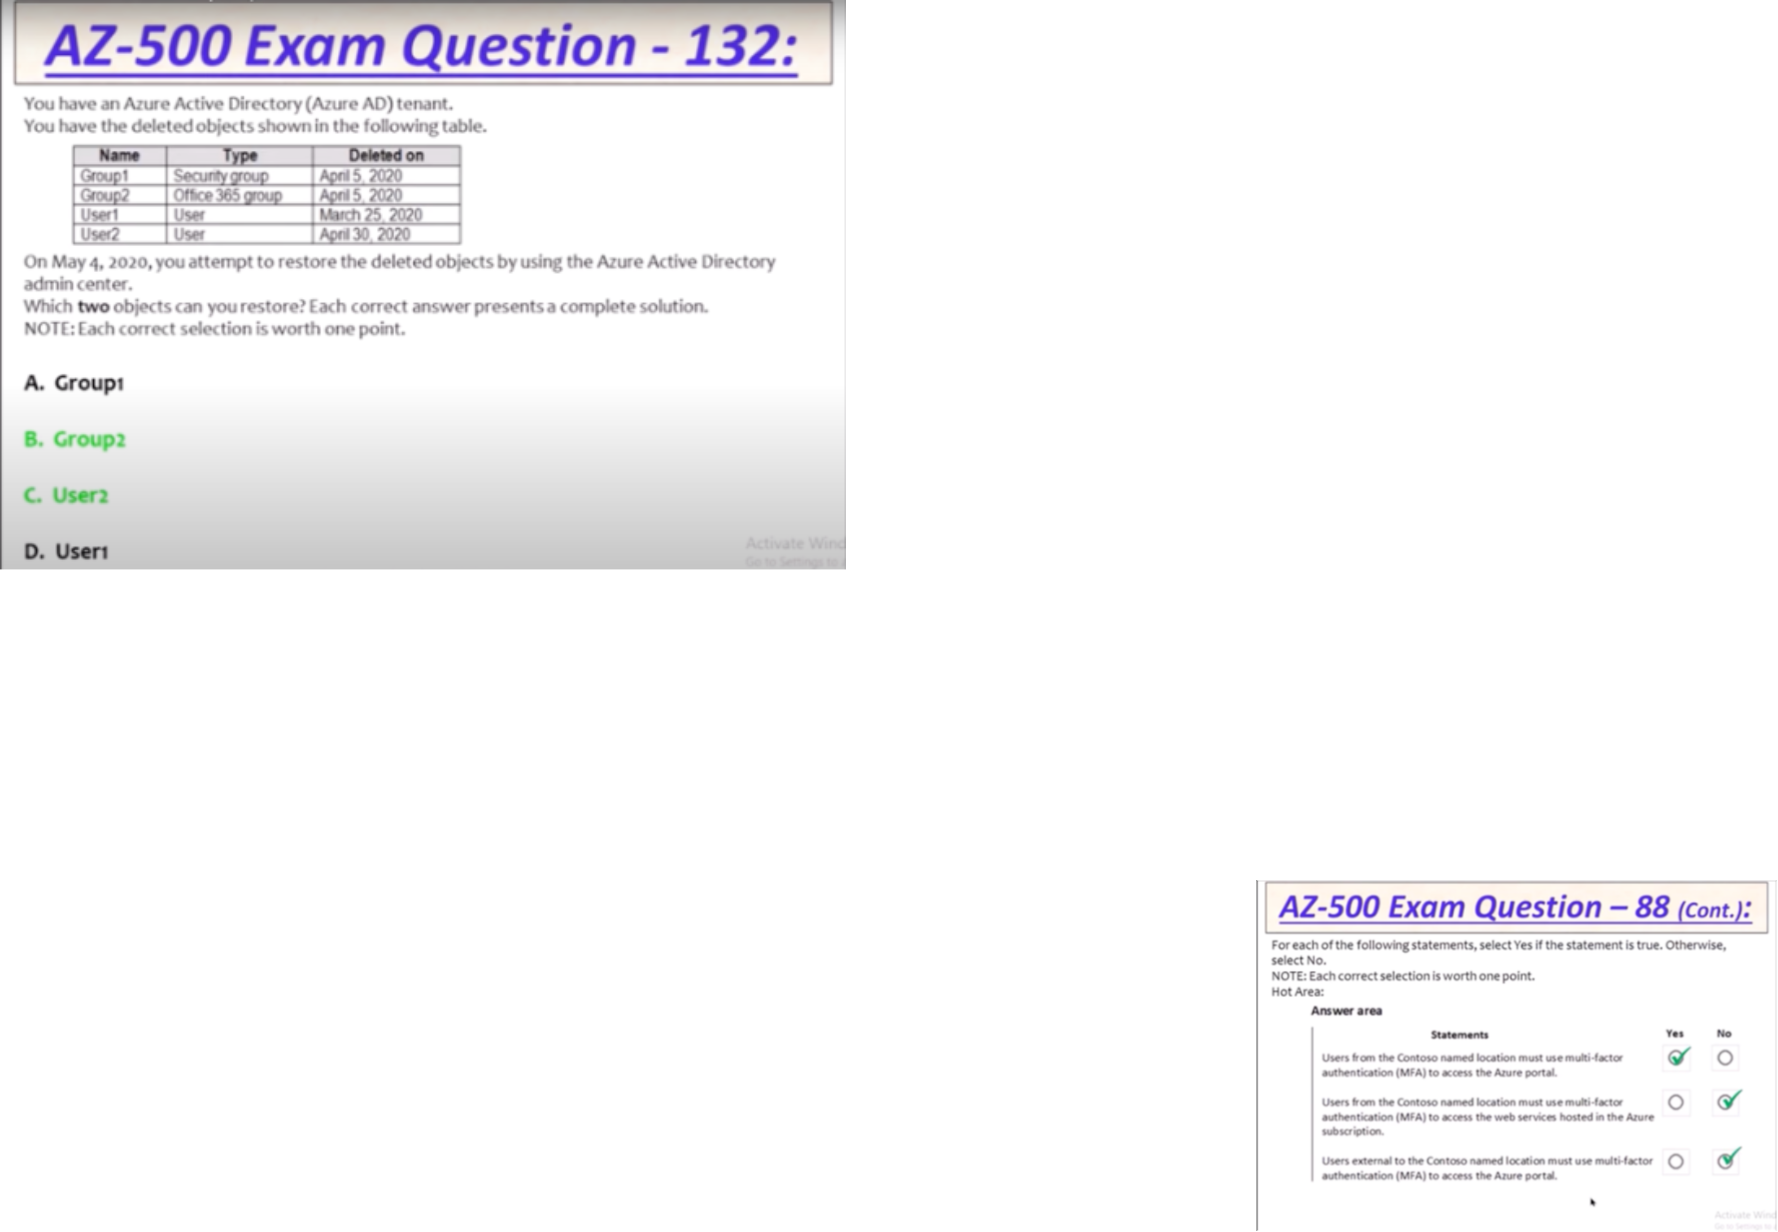 AZ-500 Exam Question - 132:
You have an Azure Active Directory (Azure AD) tenant.
You have the deleted objects shown in the following table.
Name Type Deleted on
Group1 Security group April 5, 2020
Group2 Office 365 group April 5, 2020
User1 User March 25, 2020
User2 User April 30, 2020
On May 4, 2020, you attempt to restore the deleted objects by using the Azure Active Directory
admin center.
Which two objects can you restore? Each correct answer presents a complete solution.
NOTE: Each correct selection is worth one point.
A. Group1
B. Group2
C. User2
D. User1
Activate Wind
Go to Settings to a
AZ-500 Exam Question – 88 (Cont.):
For each of the following statements, select Yes if the statement is true. Otherwise,
select No.
NOTE: Each correct selection is worth one point.
Hot Area:
Answer area
Statements Yes No
Users from the Contoso named location must use multi-factor
authentication (MFA) to access the Azure portal.
Users from the Contoso named location must use multi-factor
authentication (MFA) to access the web services hosted in the Azure
subscription.
Users external to the Contoso named location must use multi-factor
authentication (MFA) to access the Azure portal.
Activate Wind
Go to Settings to a